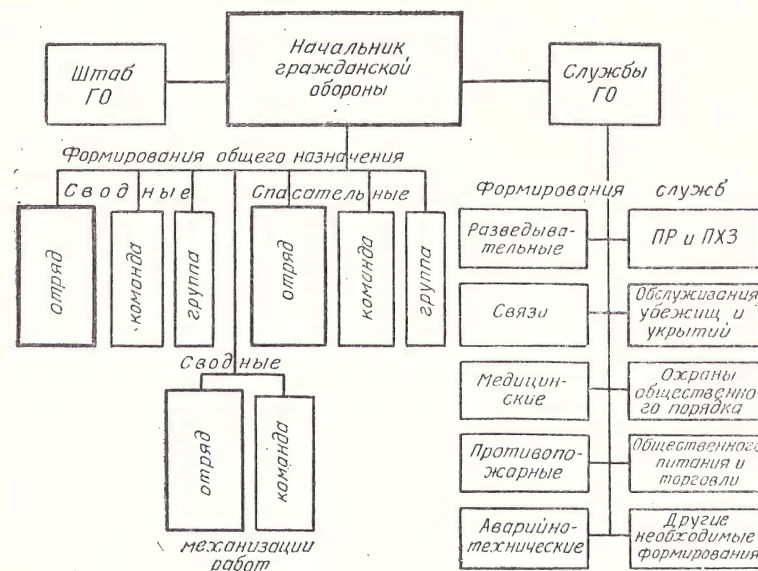 Начальник
гражданской
обороны
Штаб
ГО
Службы
ГО
Формирования общего назначения
Сводные
Спасательные
отряд
команда
группа
отряд
команда
группа
Сводные
отряд
команда
механизации
работ
Формирования служб
Разведыва-
тельные
ПР и ПХЗ
Связи
Обслуживания
убежищ и
укрытий
Медицин-
ские
Охраны
общественно-
го порядка
Противопо-
жарные
Общественного
питания и
торговли
Аварийно-
технические
Другие
необходимые
формирования